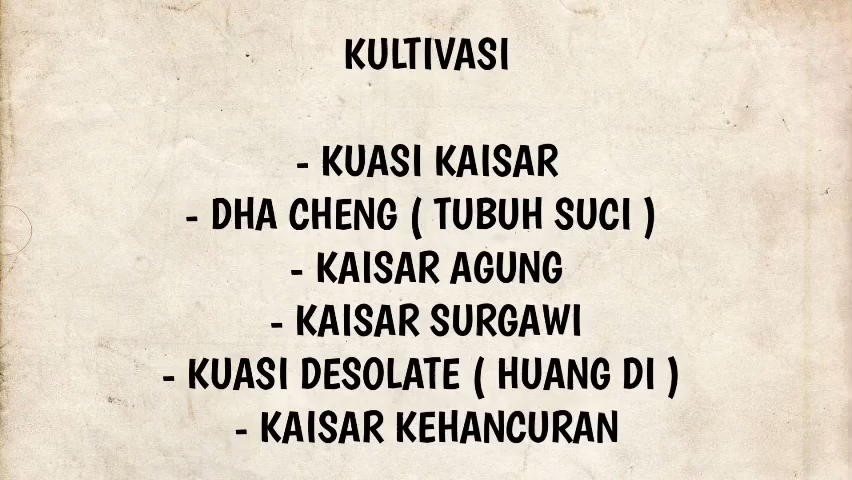 KULTIVASI
- KUASI KAISAR
- DHA CHENG ( TUBUH SUCI )
- KAISAR AGUNG
- KAISAR SURGAWI
- KUASI DESOLATE ( HUANG DI )
- KAISAR KEHANCURAN